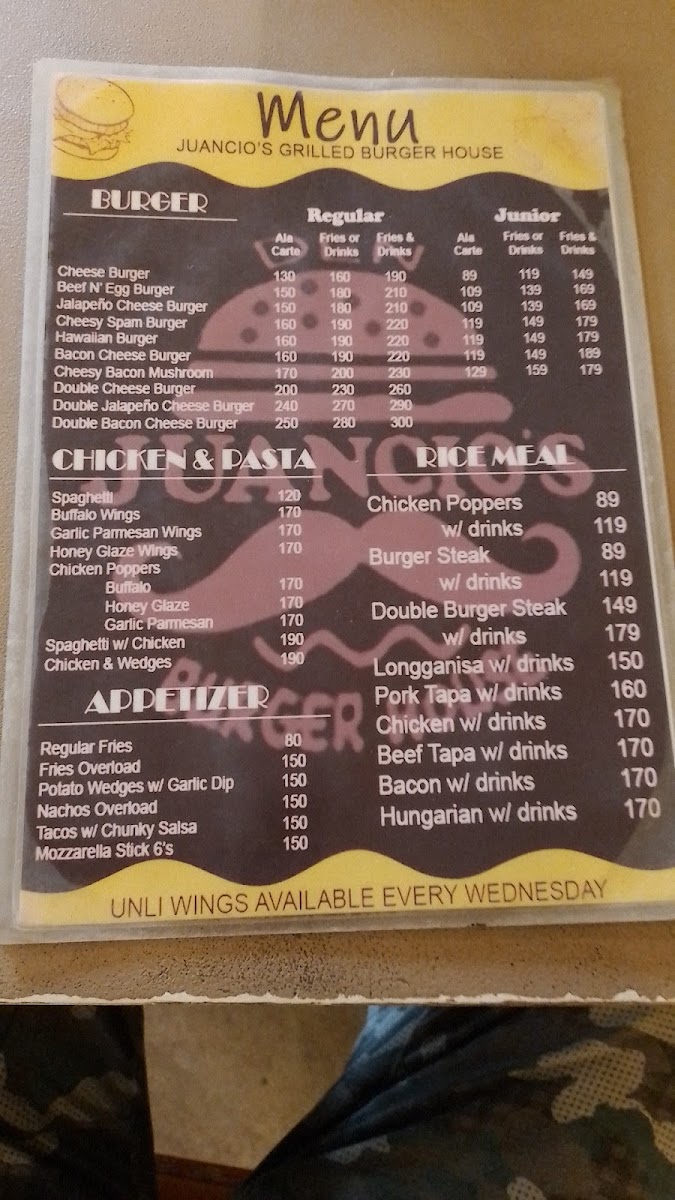 Menu
JUANCIO'S GRILLED BURGER HOUSE
BURGER
Regular Junior
Ala Carte Fries or Drinks Fries & Drinks Ala Carte Fries or Drinks Fries & Drinks
Cheese Burger 130 160 190 89 119 149
Beef N' Egg Burger 150 180 210 109 139 169
Jalapeño Cheese Burger 150 180 210 109 139 169
Cheesy Spam Burger 160 190 220 119 149 179
Hawaiian Burger 160 190 220 119 149 179
Bacon Cheese Burger 160 190 220 119 149 189
Cheesy Bacon Mushroom 170 200 230 129 159 179
Double Cheese Burger 200 230 260
Double Jalapeño Cheese Burger 240 270 290
Double Bacon Cheese Burger 250 280 300
JUANCIO'S
BURGER
CHICKEN & PASTA
Spaghetti 120
Buffalo Wings 170
Garlic Parmesan Wings 170
Honey Glaze Wings 170
Chicken Poppers
Buffalo 170
Honey Glaze 170
Garlic Parmesan 170
Spaghetti w/ Chicken 190
Chicken & Wedges 190
APPETIZER
Regular Fries 80
Fries Overload 150
Potato Wedges w/ Garlic Dip 150
Nachos Overload 150
Tacos w/ Chunky Salsa 150
Mozzarella Stick 6's 150
RICE MEAL
Chicken Poppers 89
w/ drinks 119
Burger Steak 89
w/ drinks 119
Double Burger Steak 149
w/ drinks 179
Longganisa w/ drinks 150
Pork Tapa w/ drinks 160
Chicken w/ drinks 170
Beef Tapa w/ drinks 170
Bacon w/ drinks 170
Hungarian w/ drinks 170
UNLI WINGS AVAILABLE EVERY WEDNESDAY